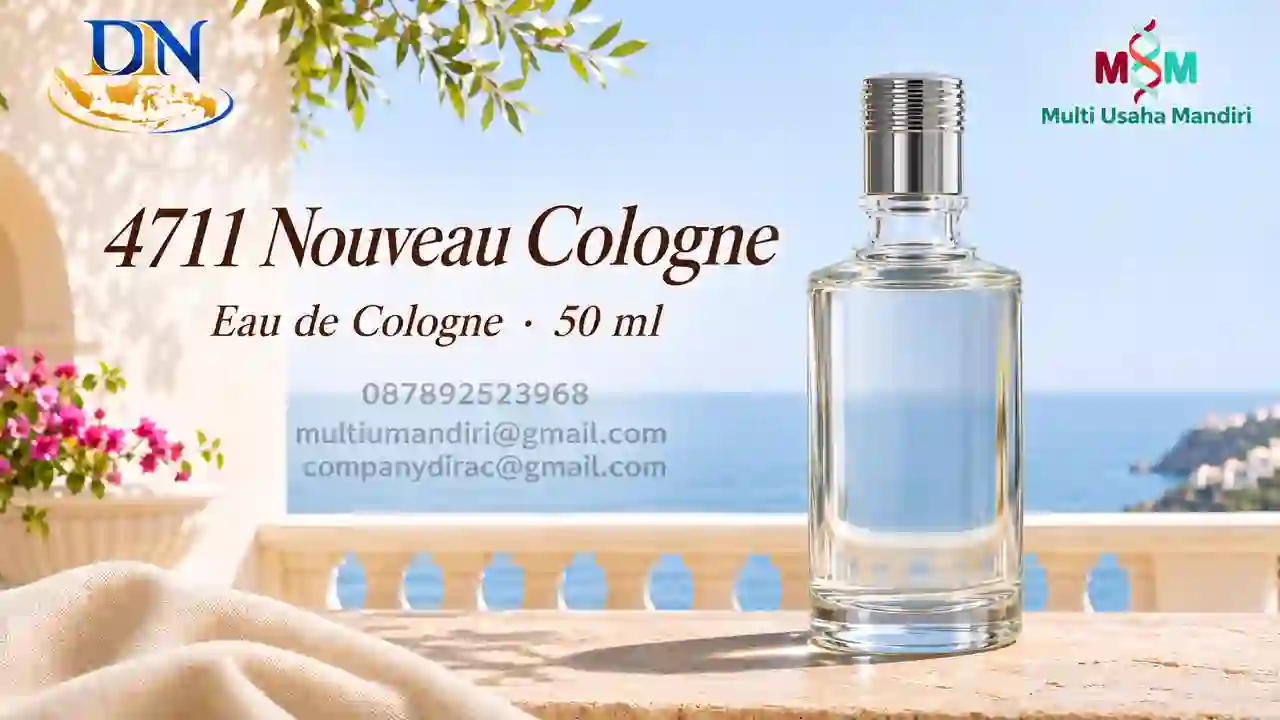 DN
M M
Multi Usaha Mandiri
4711 Nouveau Cologne
Eau de Cologne · 50 ml
087892523968
multiumandiri@gmail.com
companydirac@gmail.com